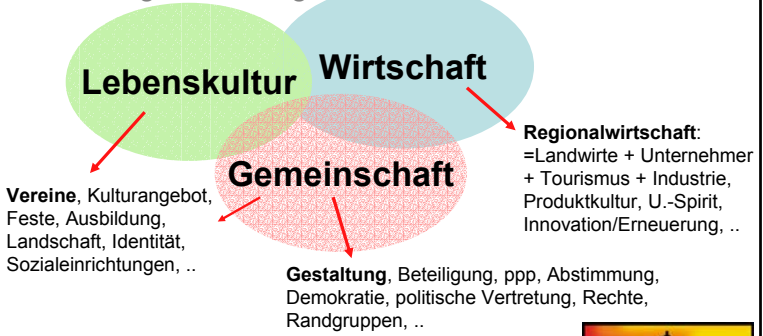 Lebenskultur
Wirtschaft
Gemeinschaft
Regionalwirtschaft:
=Landwirte + Unternehmer
+ Tourismus + Industrie,
Produktkultur, U.-Spirit,
Innovation/Erneuerung, ..
Vereine, Kulturangebot,
Feste, Ausbildung,
Landschaft, Identität,
Sozialeinrichtungen, ..
Gestaltung, Beteiligung, ppp, Abstimmung,
Demokratie, politische Vertretung, Rechte,
Randgruppen, ..